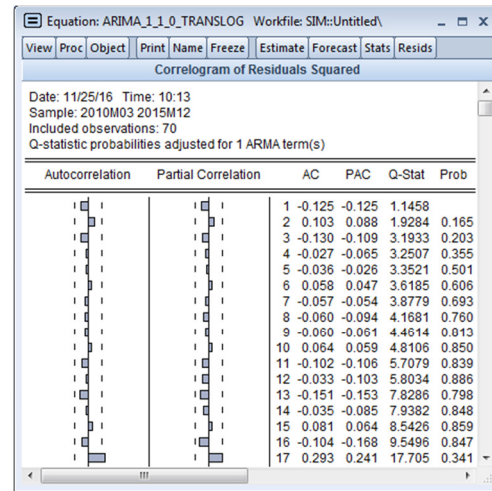 Equation: ARIMA_1_1_0_TRANSLOG Workfile: SIM::Untitled\
View Proc Object Print Name Freeze Estimate Forecast Stats Resids
Correlogram of Residuals Squared
Date: 11/25/16 Time: 10:13
Sample: 2010M03 2015M12
Included observations: 70
Q-statistic probabilities adjusted for 1 ARMA term(s)
Autocorrelation Partial Correlation AC PAC Q-Stat Prob
1 -0.125 -0.125 1.1458
2 0.103 0.088 1.9284 0.165
3 -0.130 -0.109 3.1933 0.203
4 -0.027 -0.065 3.2507 0.355
5 -0.036 -0.026 3.3521 0.501
6 0.058 0.047 3.6185 0.606
7 -0.057 -0.054 3.8779 0.693
8 -0.060 -0.094 4.1681 0.760
9 -0.060 -0.061 4.4614 0.813
10 0.064 0.059 4.8106 0.850
11 -0.102 -0.106 5.7079 0.839
12 -0.033 -0.103 5.8034 0.886
13 -0.151 -0.153 7.8286 0.798
14 -0.035 -0.085 7.9382 0.848
15 0.081 0.064 8.5426 0.859
16 -0.104 -0.168 9.5496 0.847
17 0.293 0.241 17.705 0.341